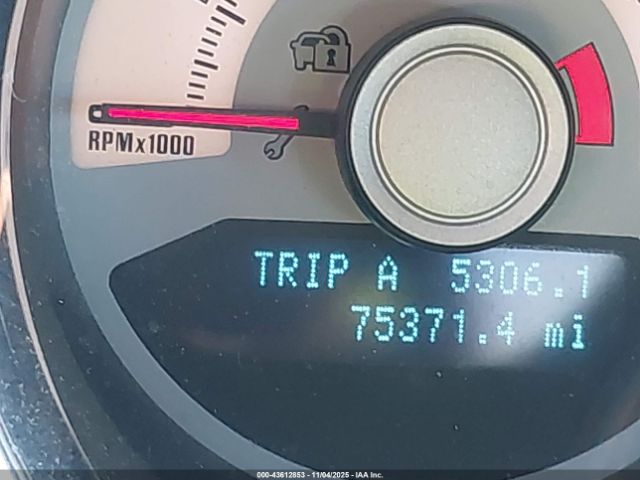 RPMx1000
TRIP A 5306.1
75371.4 mi
000-43612853 - 11/04/2025 - IAA Inc.